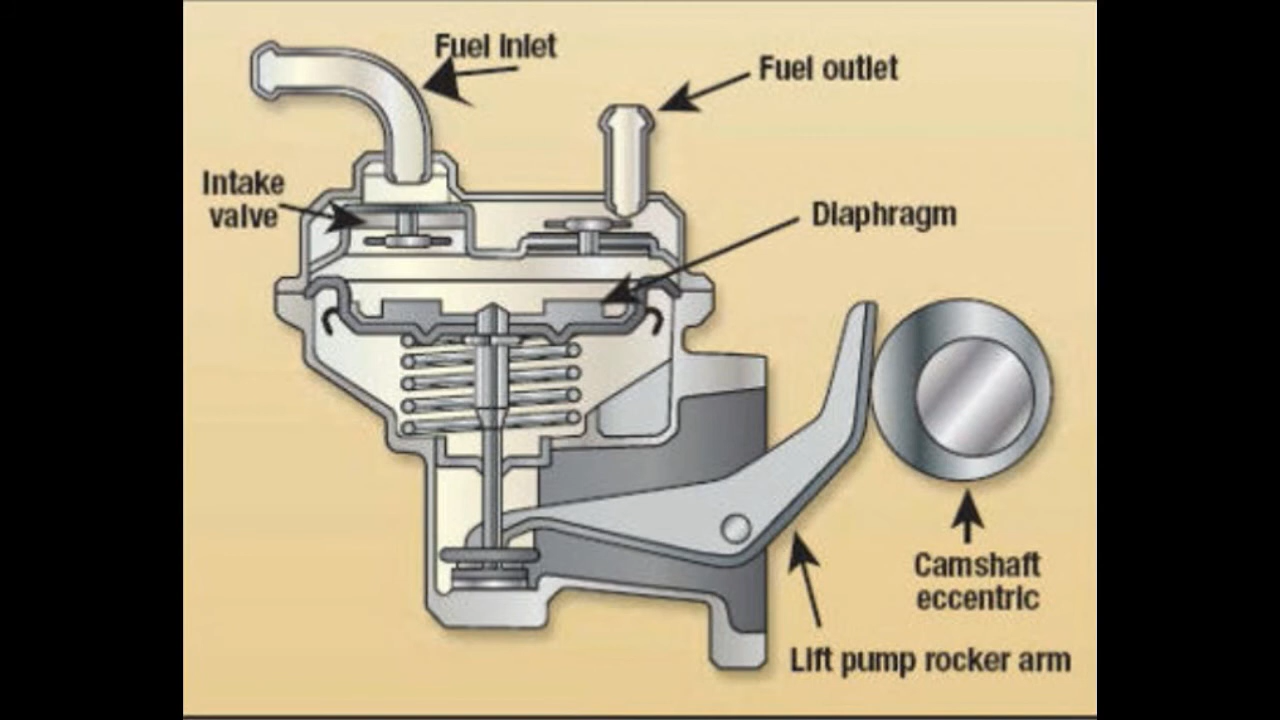 Fuel inlet
Fuel outlet
Intake
valve
Diaphragm
Camshaft
eccentric
Lift pump rocker arm